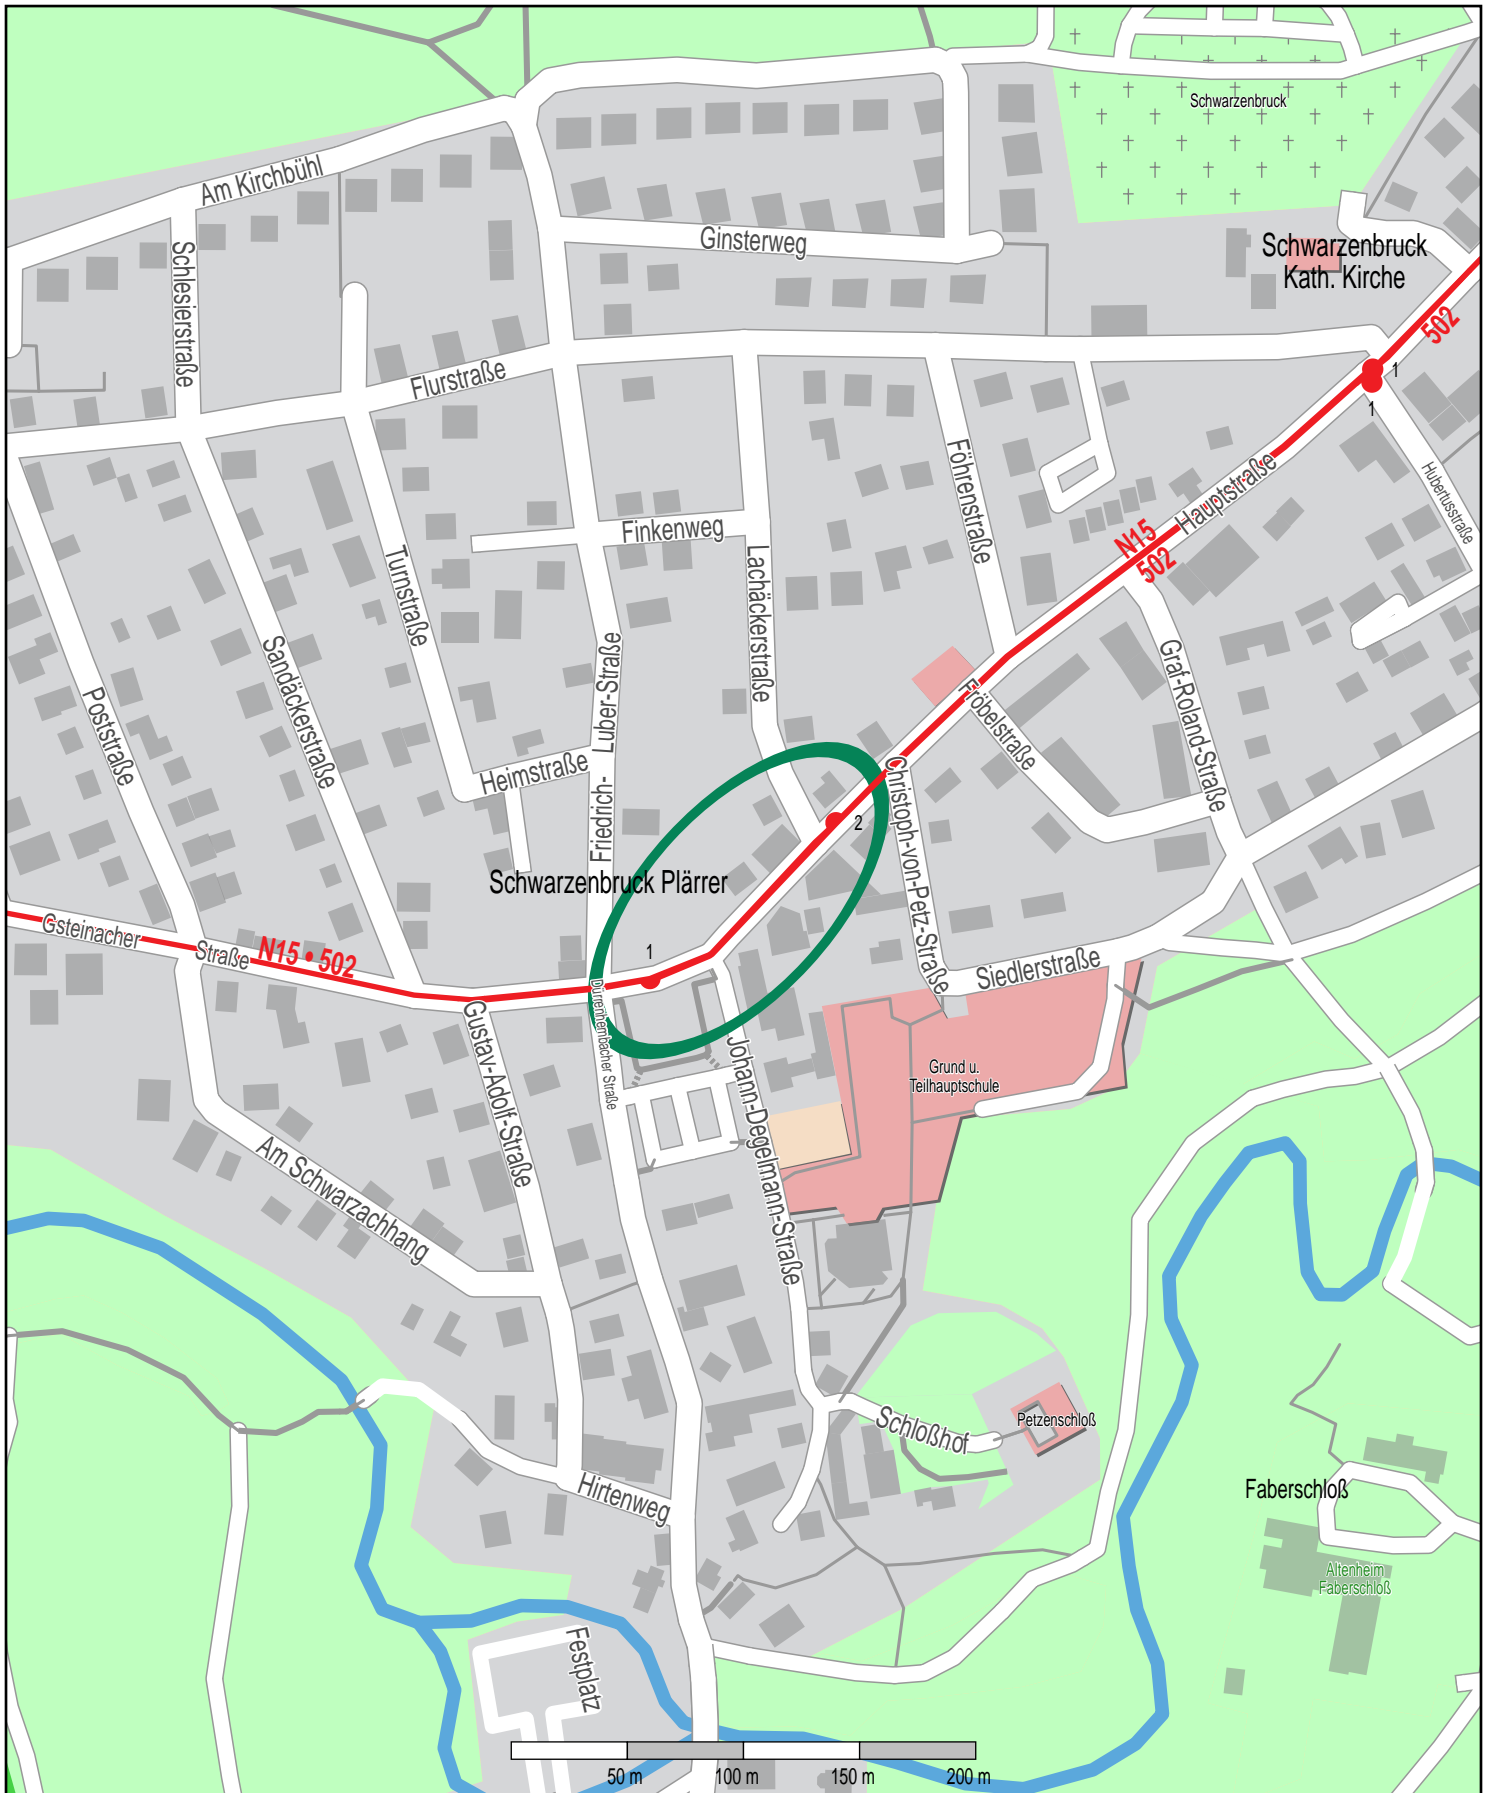 Schwarzenbruck
Am Kirchbühl
Schlesierstraße
Ginsterweg
Schwarzenbruck
Kath. Kirche
502
1
1
Flurstraße
Föhrenstraße
Hauptstraße
Hubertusstraße
N15
502
Finkenweg
Turnstraße
Lachäckerstraße
Sandäckerstraße
Poststraße
Friedrich- Luber-Straße
Graf-Roland-Straße
Fröbelstraße
Heimstraße
Christoph-von-Petz-Straße
2
Schwarzenbruck Plärrer
1
Gsteinacher
Straße
N15 • 502
Siedlerstraße
Dürrenhembacher Straße
Gustav-Adolf-Straße
Johann-Degelmann-Straße
Grund u.
Teilhauptschule
Am Schwarzachhang
Schloßhof
Petzenschloß
Hirtenweg
Faberschloß
Altenheim
Faberschloß
Festplatz
50 m
100 m
150 m
200 m